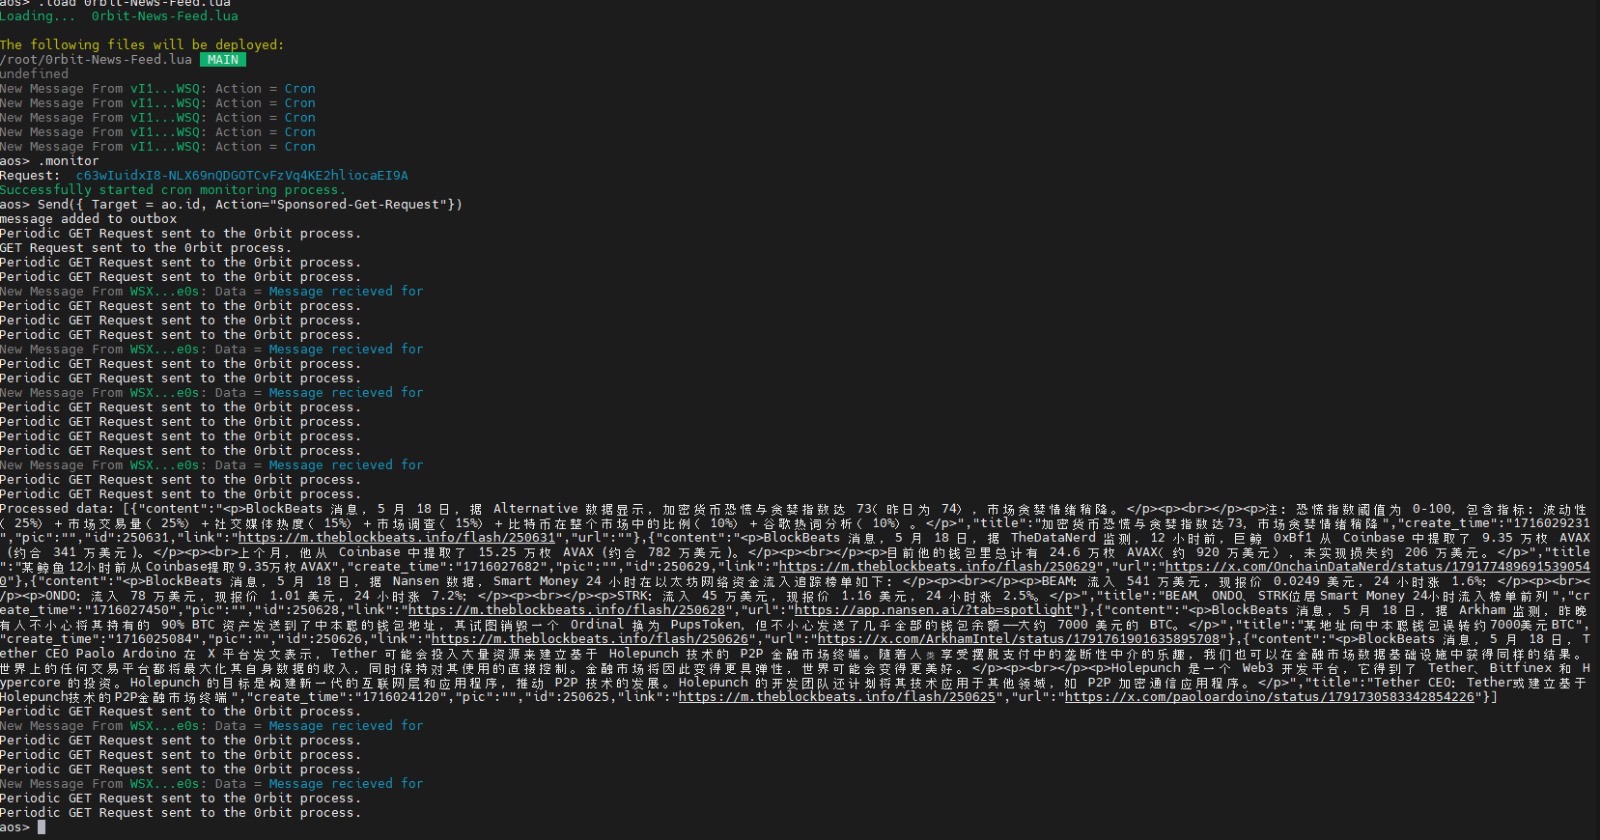 aos> .load 0rbit-News-Feed.lua
Loading...  0rbit-News-Feed.lua
The following files will be deployed:
/root/0rbit-News-Feed.lua  MAIN
undefined
New Message From vI1...WSQ: Action = Cron
New Message From vI1...WSQ: Action = Cron
New Message From vI1...WSQ: Action = Cron
New Message From vI1...WSQ: Action = Cron
New Message From vI1...WSQ: Action = Cron
aos> .monitor
Request:  c63wIuidxI8-NLX69nQDGOTCvFzVq4KE2hliocaEI9A
Successfully started cron monitoring process.
aos> Send({ Target = ao.id, Action="Sponsored-Get-Request"})
message added to outbox
Periodic GET Request sent to the 0rbit process.
GET Request sent to the 0rbit process.
Periodic GET Request sent to the 0rbit process.
Periodic GET Request sent to the 0rbit process.
New Message From WSX...e0s: Data = Message recieved for
Periodic GET Request sent to the 0rbit process.
Periodic GET Request sent to the 0rbit process.
Periodic GET Request sent to the 0rbit process.
New Message From WSX...e0s: Data = Message recieved for
Periodic GET Request sent to the 0rbit process.
Periodic GET Request sent to the 0rbit process.
New Message From WSX...e0s: Data = Message recieved for
Periodic GET Request sent to the 0rbit process.
Periodic GET Request sent to the 0rbit process.
Periodic GET Request sent to the 0rbit process.
Periodic GET Request sent to the 0rbit process.
New Message From WSX...e0s: Data = Message recieved for
Periodic GET Request sent to the 0rbit process.
Periodic GET Request sent to the 0rbit process.
Processed data: [{"content":"<p>BlockBeats 消息，5 月 18 日，据 Alternative 数据显示，加密货币恐慌与贪婪指数达 73（昨日为 74），市场贪婪情绪稍降。</p><p><br></p><p>注：恐慌指数阈值为 0-100，包含指标：波动性
（25%）+市场交易量（25%）+社交媒体热度（15%）+市场调查（15%）+比特币在整个市场中的比例（10%）+谷歌热词分析（10%）。</p>","title":"加密货币恐慌与贪婪指数达73，市场贪婪情绪稍降","create_time":"1716029231
","pic":"","id":250631,"link":"https://m.theblockbeats.info/flash/250631","url":""},{"content":"<p>BlockBeats 消息，5 月 18 日，据 TheDataNerd 监测，12 小时前，巨鲸 0xBf1 从 Coinbase 中提取了 9.35 万枚 AVAX
（约合 341 万美元）。</p><p><br>上个月，他从 Coinbase 中提取了 15.25 万枚 AVAX（约合 782 万美元）。</p><p><br></p><p>目前他的钱包里总计有 24.6 万枚 AVAX（约 920 万美元），未实现损失约 206 万美元。</p>","title
":"某鲸鱼12小时前从Coinbase提取9.35万枚AVAX","create_time":"1716027682","pic":"","id":250629,"link":"https://m.theblockbeats.info/flash/250629","url":"https://x.com/OnchainDataNerd/status/179177489691539054
0"},{"content":"<p>BlockBeats 消息，5 月 18 日，据 Nansen 数据，Smart Money 24 小时在以太坊网络资金流入追踪榜单如下：</p><p><br></p><p>BEAM：流入 541 万美元，现报价 0.0249 美元，24 小时涨 1.6%；</p><p><br><
/p><p>ONDO：流入 78 万美元，现报价 1.01 美元，24 小时涨 7.2%；</p><p><br></p><p>STRK：流入 45 万美元，现报价 1.16 美元，24 小时涨 2.5%。</p>","title":"BEAM、ONDO、STRK位居Smart Money 24小时流入榜单前列","cr
eate_time":"1716027450","pic":"","id":250628,"link":"https://m.theblockbeats.info/flash/250628","url":"https://app.nansen.ai/?tab=spotlight"},{"content":"<p>BlockBeats 消息，5 月 18 日，据 Arkham 监测，昨晚
有人不小心将其持有的 90% BTC 资产发送到了中本聪的钱包地址，其试图销毁一个 Ordinal 换为 PupsToken，但不小心发送了几乎全部的钱包余额——大约 7000 美元的 BTC。</p>","title":"某地址向中本聪钱包误转约7000美元BTC",
"create_time":"1716025084","pic":"","id":250626,"link":"https://m.theblockbeats.info/flash/250626","url":"https://x.com/ArkhamIntel/status/1791761901635895708"},{"content":"<p>BlockBeats 消息，5 月 18 日，T
ether CEO Paolo Ardoino 在 X 平台发文表示，Tether 可能会投入大量资源来建立基于 Holepunch 技术的 P2P 金融市场终端。随着人类享受摆脱支付中的垄断性中介的乐趣，我们也可以在金融市场数据基础设施中获得同样的结果。
世界上的任何交易平台都将最大化其自身数据的收入，同时保持对其使用的直接控制。金融市场将因此变得更具弹性，世界可能会变得更美好。</p><p><br></p><p>Holepunch 是一个 Web3 开发平台，它得到了 Tether、Bitfinex 和 H
ypercore 的投资。Holepunch 的目标是构建新一代的互联网层和应用程序，推动 P2P 技术的发展。Holepunch 的开发团队还计划将其技术应用于其他领域，如 P2P 加密通信应用程序。</p>","title":"Tether CEO：Tether或建立基于
Holepunch技术的P2P金融市场终端","create_time":"1716024120","pic":"","id":250625,"link":"https://m.theblockbeats.info/flash/250625","url":"https://x.com/paoloardoino/status/1791730583342854226"}]
Periodic GET Request sent to the 0rbit process.
New Message From WSX...e0s: Data = Message recieved for
Periodic GET Request sent to the 0rbit process.
Periodic GET Request sent to the 0rbit process.
Periodic GET Request sent to the 0rbit process.
New Message From WSX...e0s: Data = Message recieved for
Periodic GET Request sent to the 0rbit process.
Periodic GET Request sent to the 0rbit process.
aos>